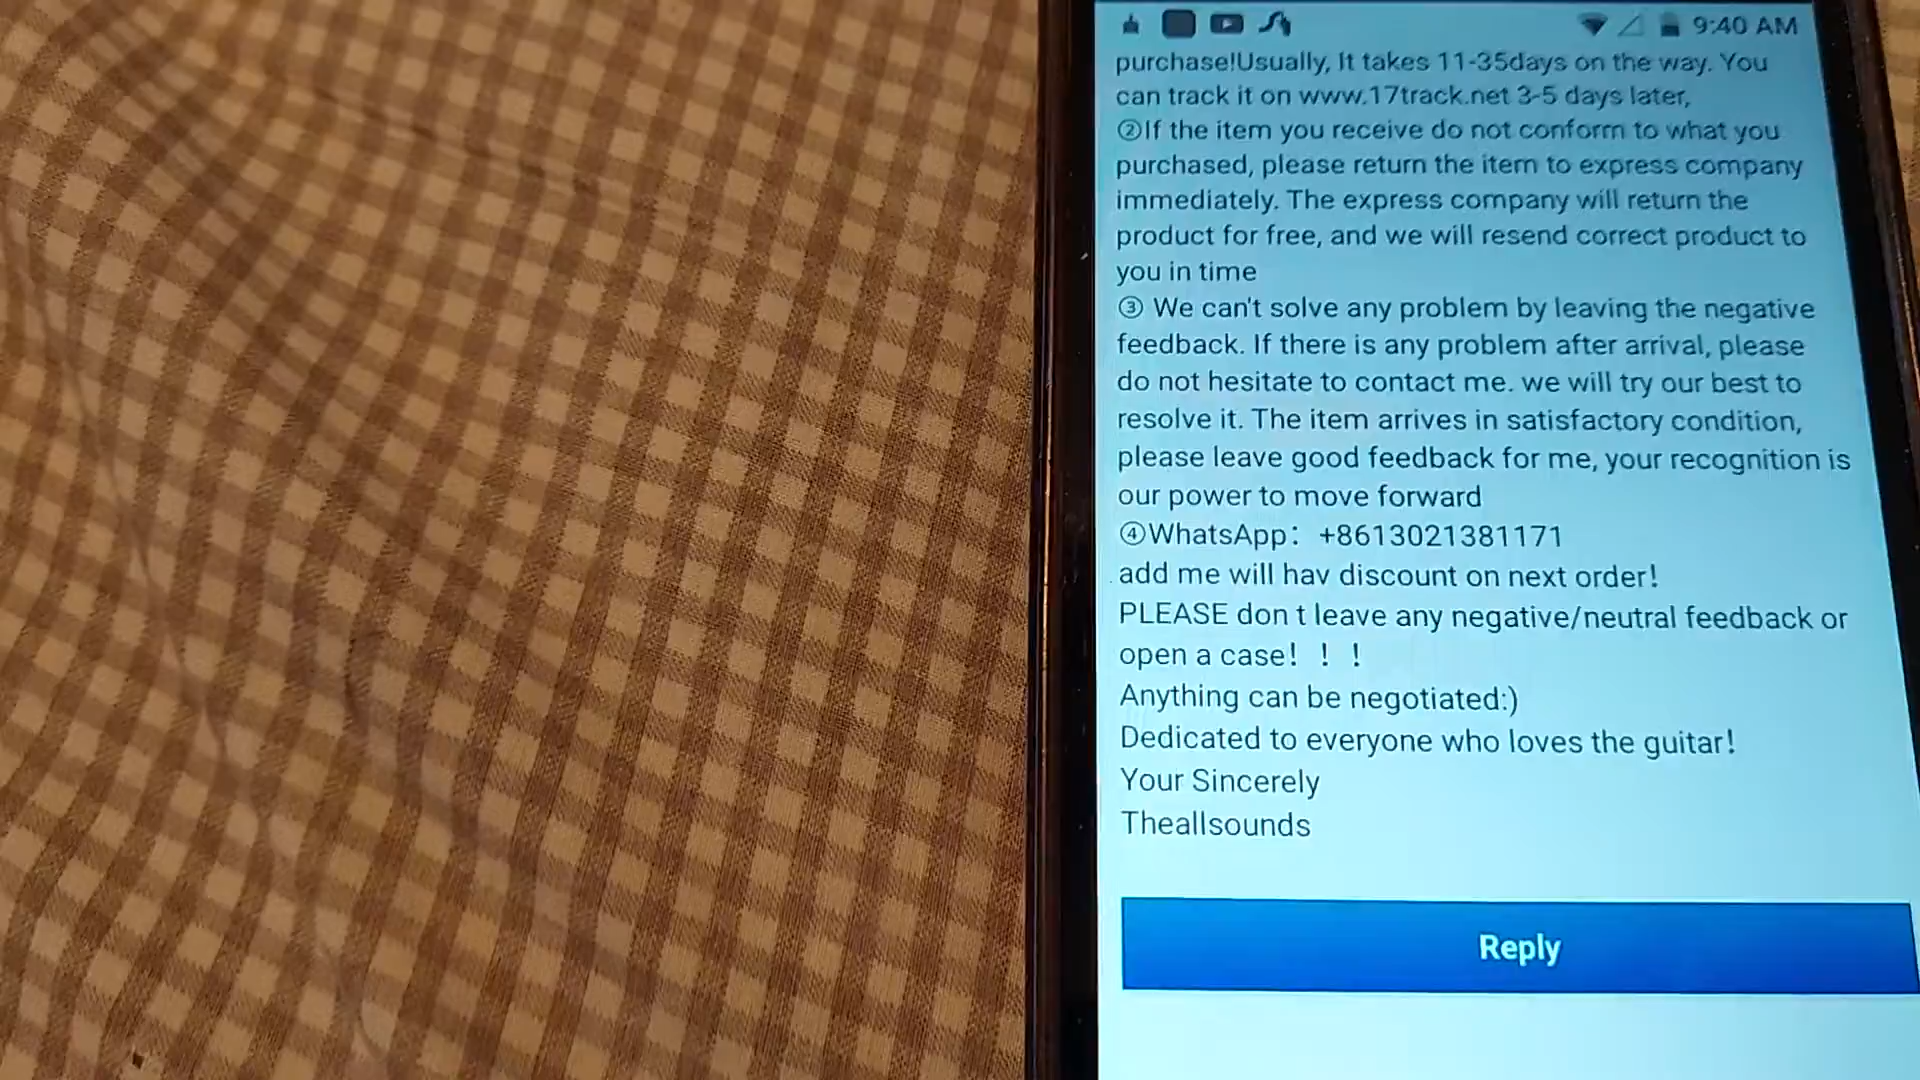 9:40 AM
purchase!Usually, It takes 11-35days on the way. You
can track it on www.17track.net 3-5 days later,
②If the item you receive do not conform to what you
purchased, please return the item to express company
immediately. The express company will return the
product for free, and we will resend correct product to
you in time
③ We can't solve any problem by leaving the negative
feedback. If there is any problem after arrival, please
do not hesitate to contact me. we will try our best to
resolve it. The item arrives in satisfactory condition,
please leave good feedback for me, your recognition is
our power to move forward
④WhatsApp：+8613021381171
add me will hav discount on next order!
PLEASE don t leave any negative/neutral feedback or
open a case! ! !
Anything can be negotiated:)
Dedicated to everyone who loves the guitar!
Your Sincerely
Theallsounds
Reply